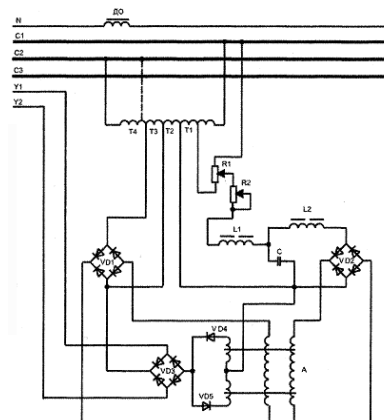 ДО
N
C1
C2
C3
Y1
Y2
T4 T3 T2 T1
R1
R2
L1
L2
C
VD1
VD2
VD3
VD4
VD5
A